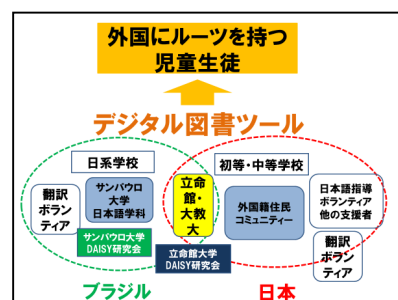 外国にルーツを持つ
児童生徒
デジタル図書ツール
日系学校
初等・中等学校
翻訳
ボラン
ティア
サンパウロ
大学
日本語学科
立命
館・
大教
大
外国籍住民
コミュニティー
日本語指導
ボランティア
他の支援者
サンパウロ大学
DAISY研究会
立命館大学
DAISY研究会
翻訳
ボラン
ティア
ブラジル
日本